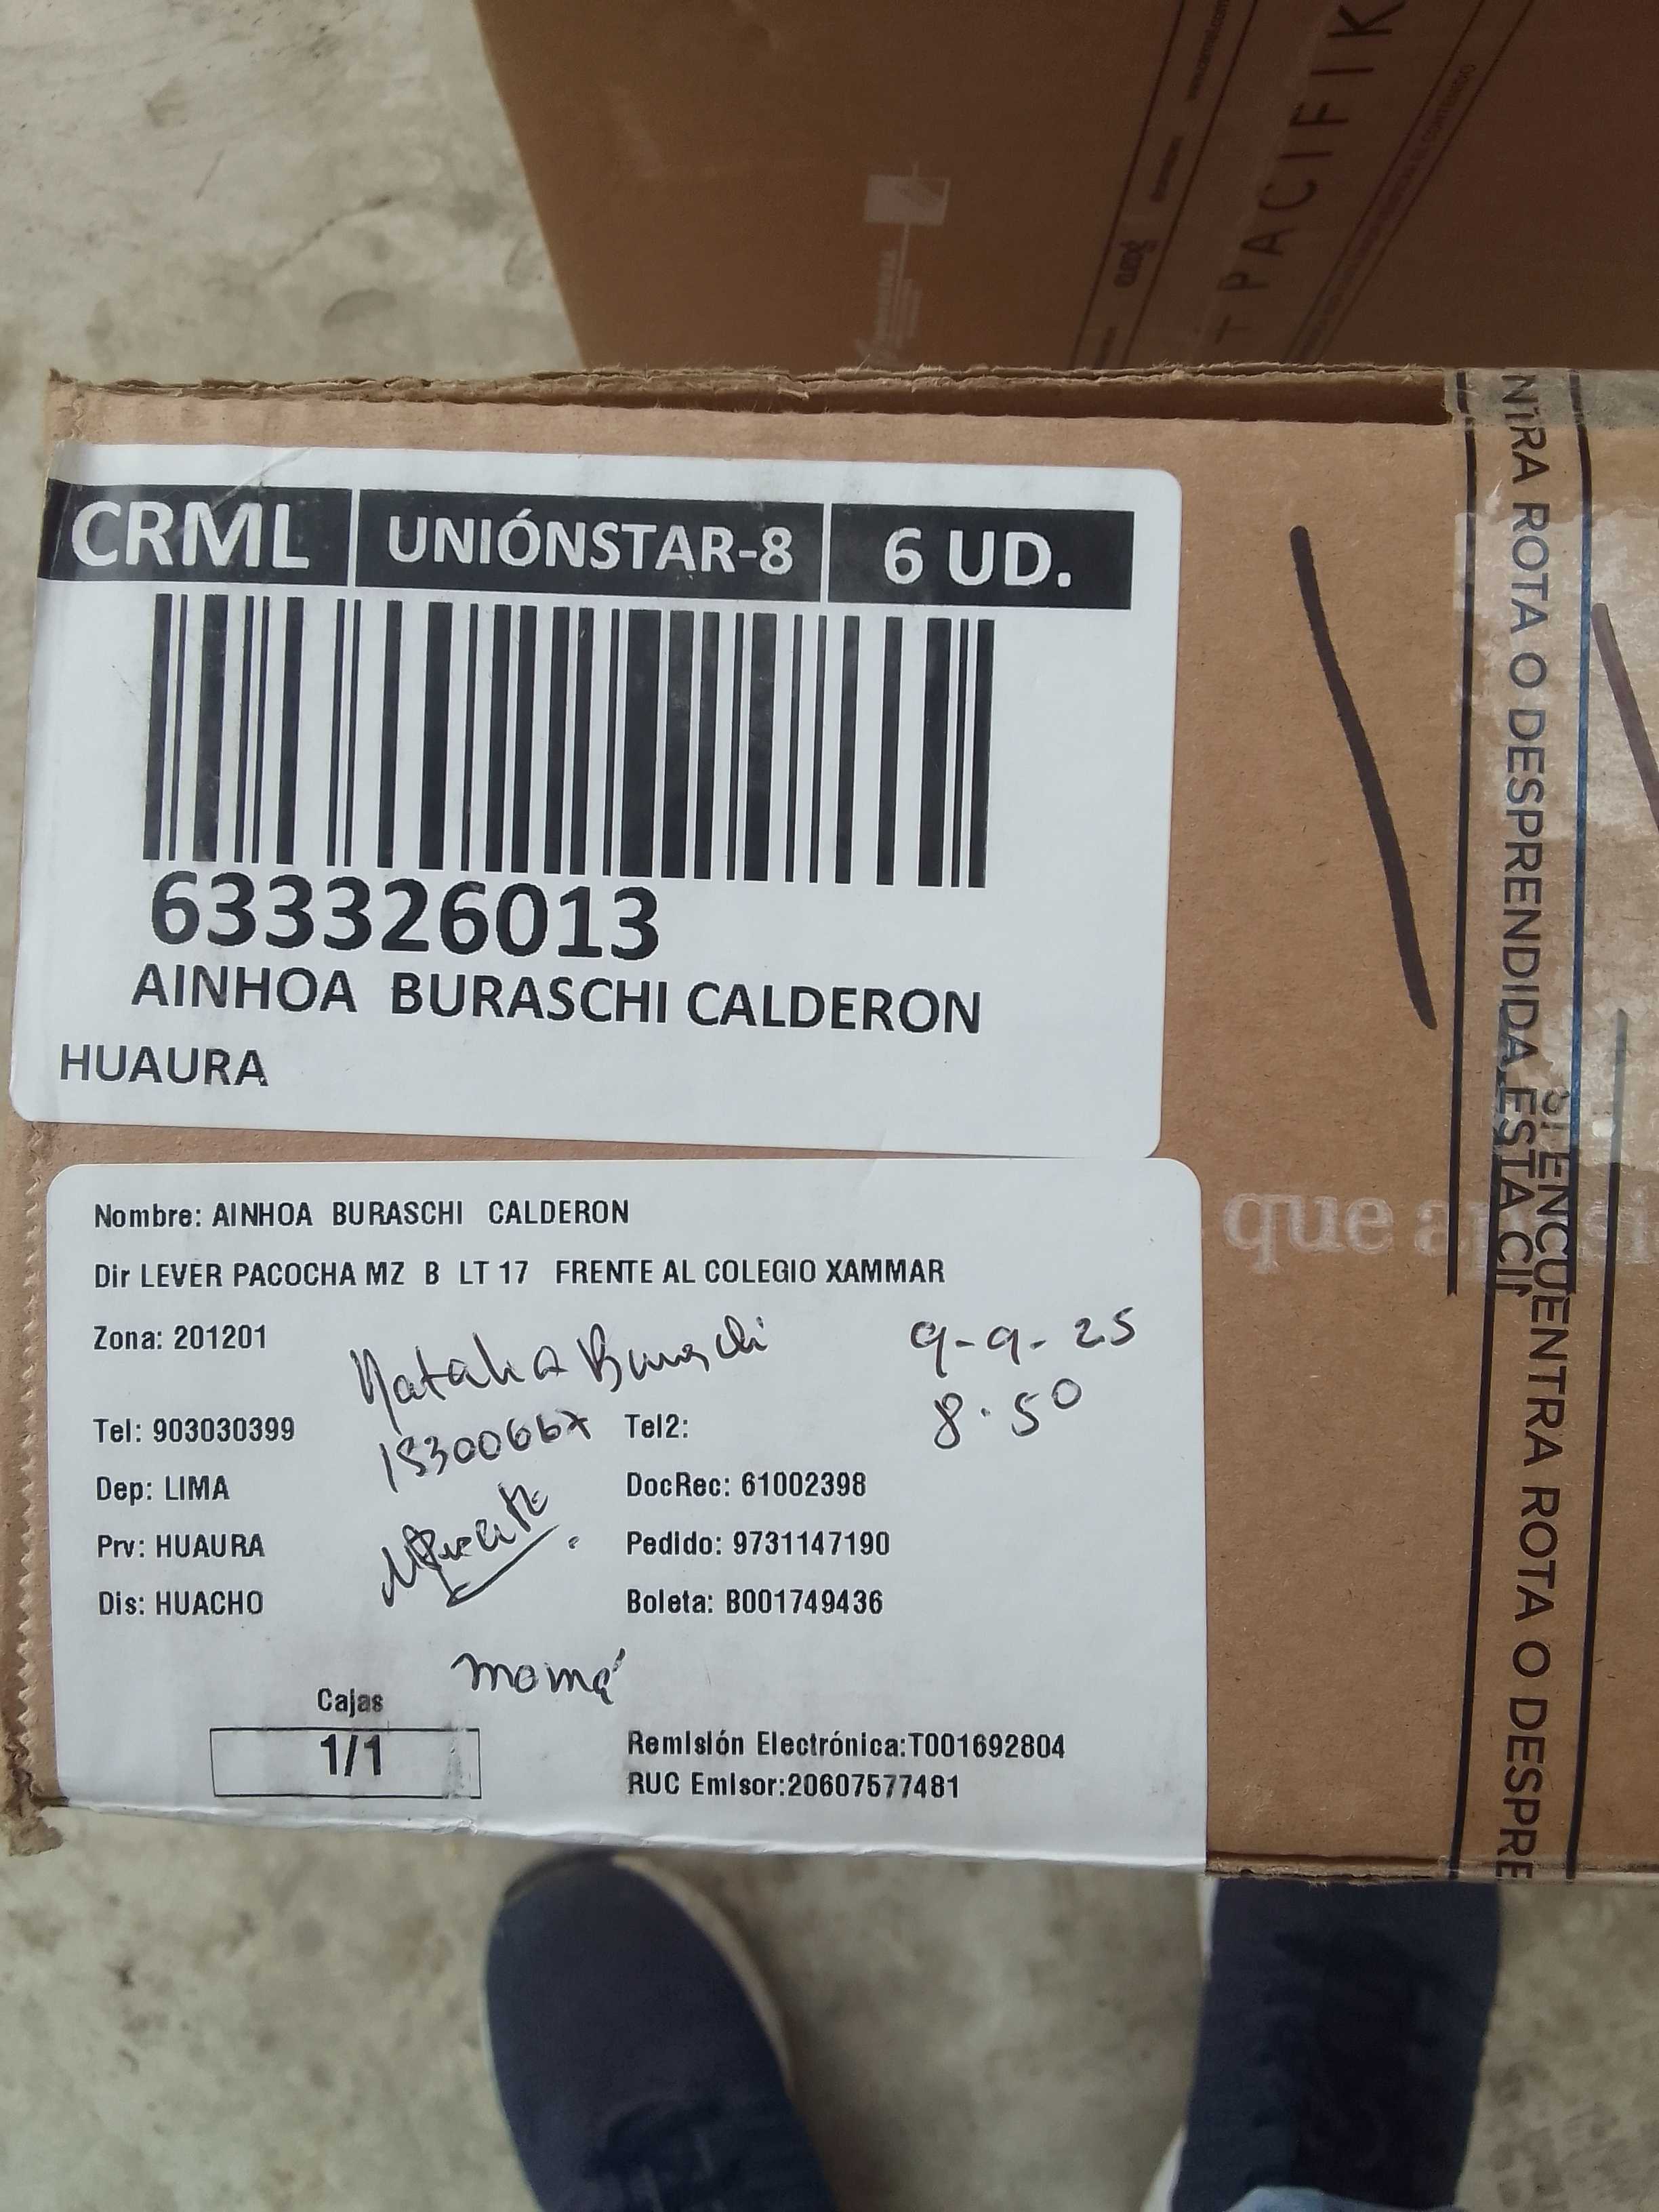 PACIFIK
CRML UNIÓNSTAR-8 6 UD.
633326013
AINHOA BURASCHI CALDERON
HUAURA
Nombre: AINHOA BURASCHI CALDERON
Dir LEVER PACOCHA MZ B LT 17 FRENTE AL COLEGIO XAMMAR
Zona: 201201
Natalia Buraschi
9-9-25
8.50
Tel: 903030399
Tel2:
Dep: LIMA
DocRec: 61002398
Prv: HUAURA
Pedido: 9731147190
Dis: HUACHO
Boleta: B001749436
mamá
Cajas
1/1
Remisión Electrónica:T001692804
RUC Emisor:20607577481
que
NTRA ROTA O DESPRENDIDA ESTA
ENCUENTRA ROTA O DESPRE